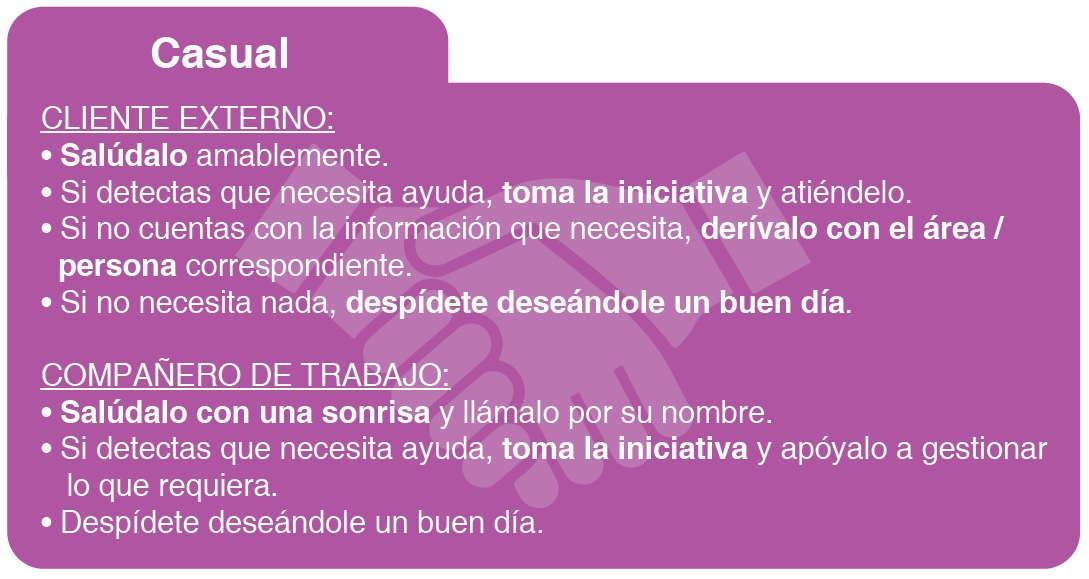 Casual
CLIENTE EXTERNO:
• Salúdalo amablemente.
• Si detectas que necesita ayuda, toma la iniciativa y atiéndelo.
• Si no cuentas con la información que necesita, derívalo con el área /
persona correspondiente.
• Si no necesita nada, despídete deseándole un buen día.
COMPAÑERO DE TRABAJO:
• Salúdalo con una sonrisa y llámalo por su nombre.
• Si detectas que necesita ayuda, toma la iniciativa y apóyalo a gestionar
lo que requiera.
• Despídete deseándole un buen día.